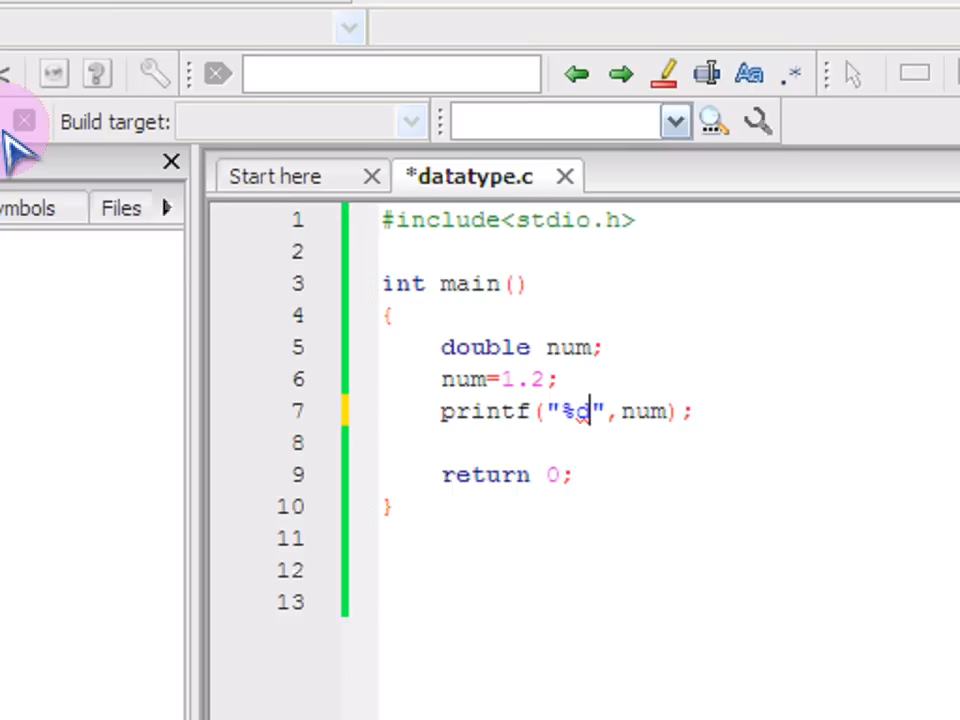 Build target:
ymbols Files
Start here *datatype.c
1 #include<stdio.h>
2
3 int main()
4 {
5 double num;
6 num=1.2;
7 printf("%d",num);
8
9 return 0;
10 }
11
12
13